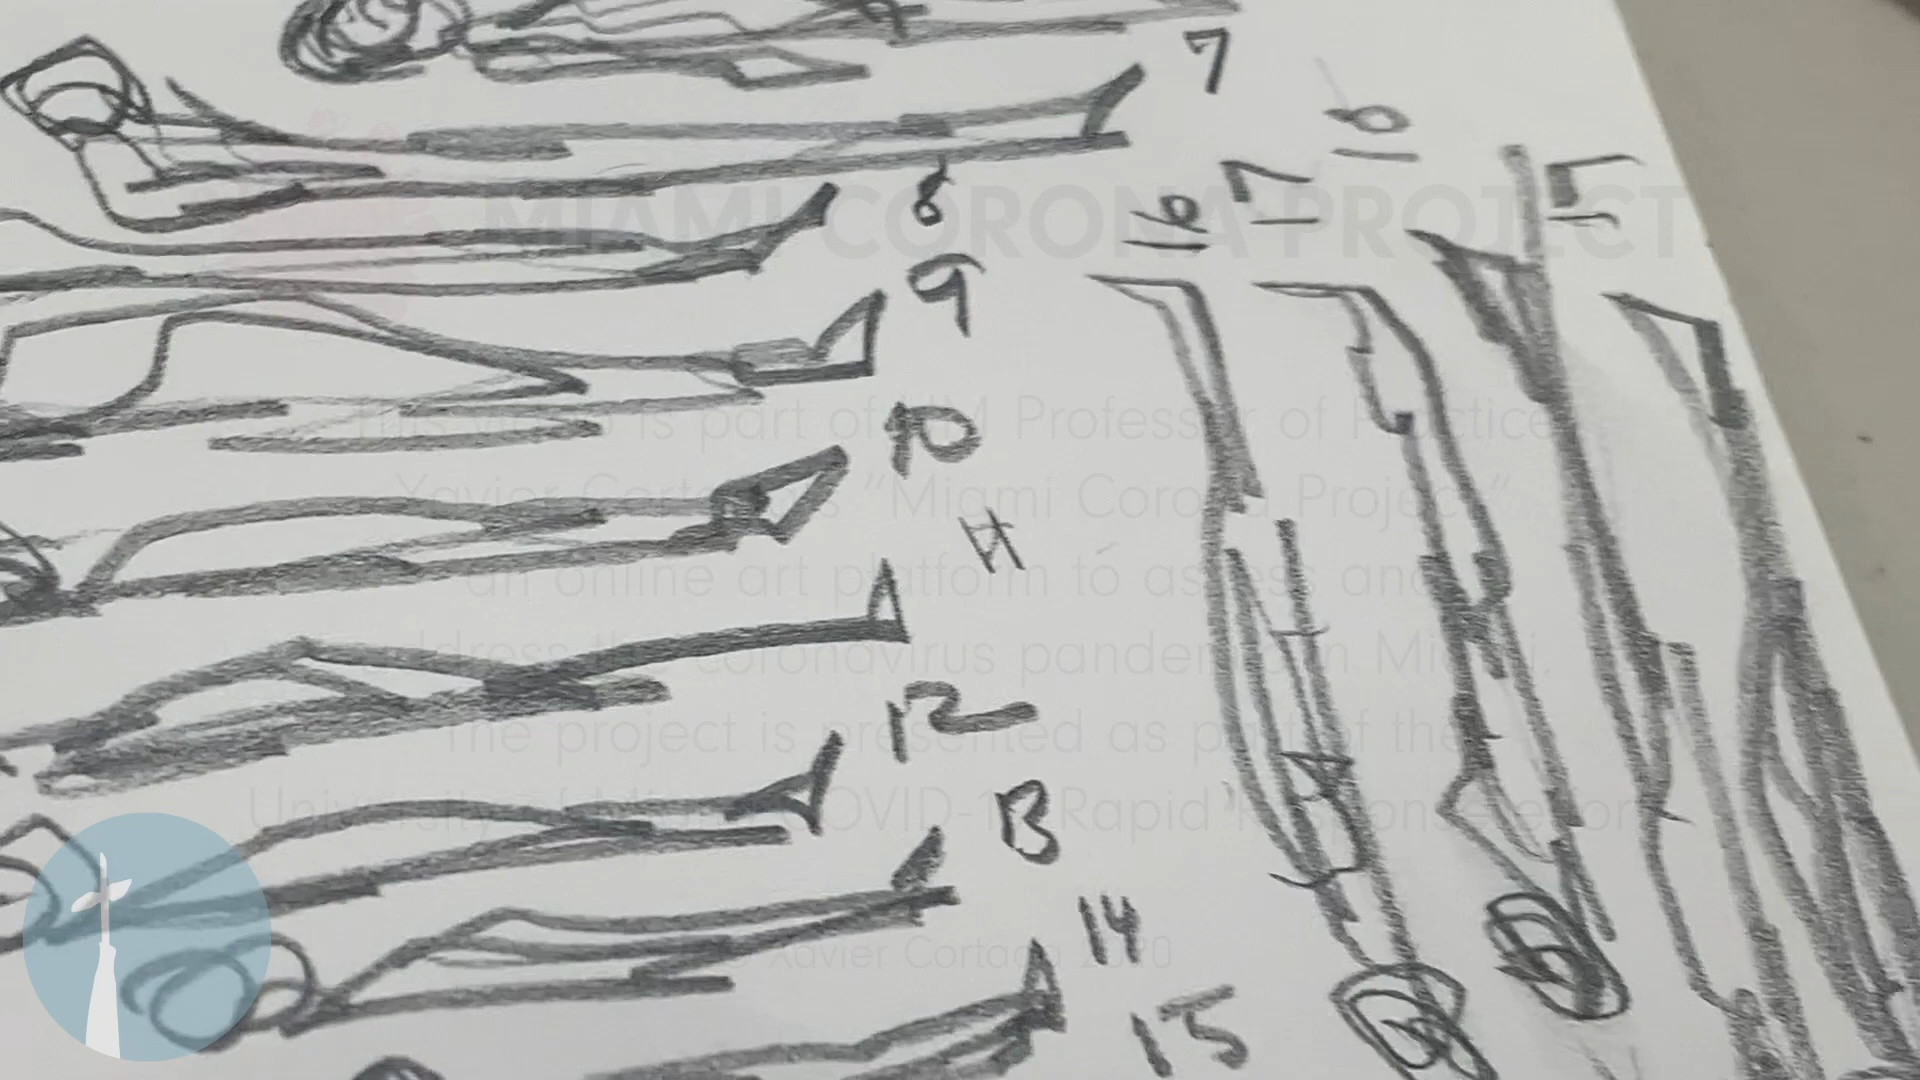 7
8
9
10
11
12
13
14
15
16
17
18
MIAMI CORONA PROJECT
This video is part of UM Professor of Practice
Xavier Cortada's "Miami Corona Project"
an online art platform to assess and
address the coronavirus pandemic in Miami.
The project is presented as part of the
University of Miami COVID-19 Rapid Response
© Xavier Cortada 2020